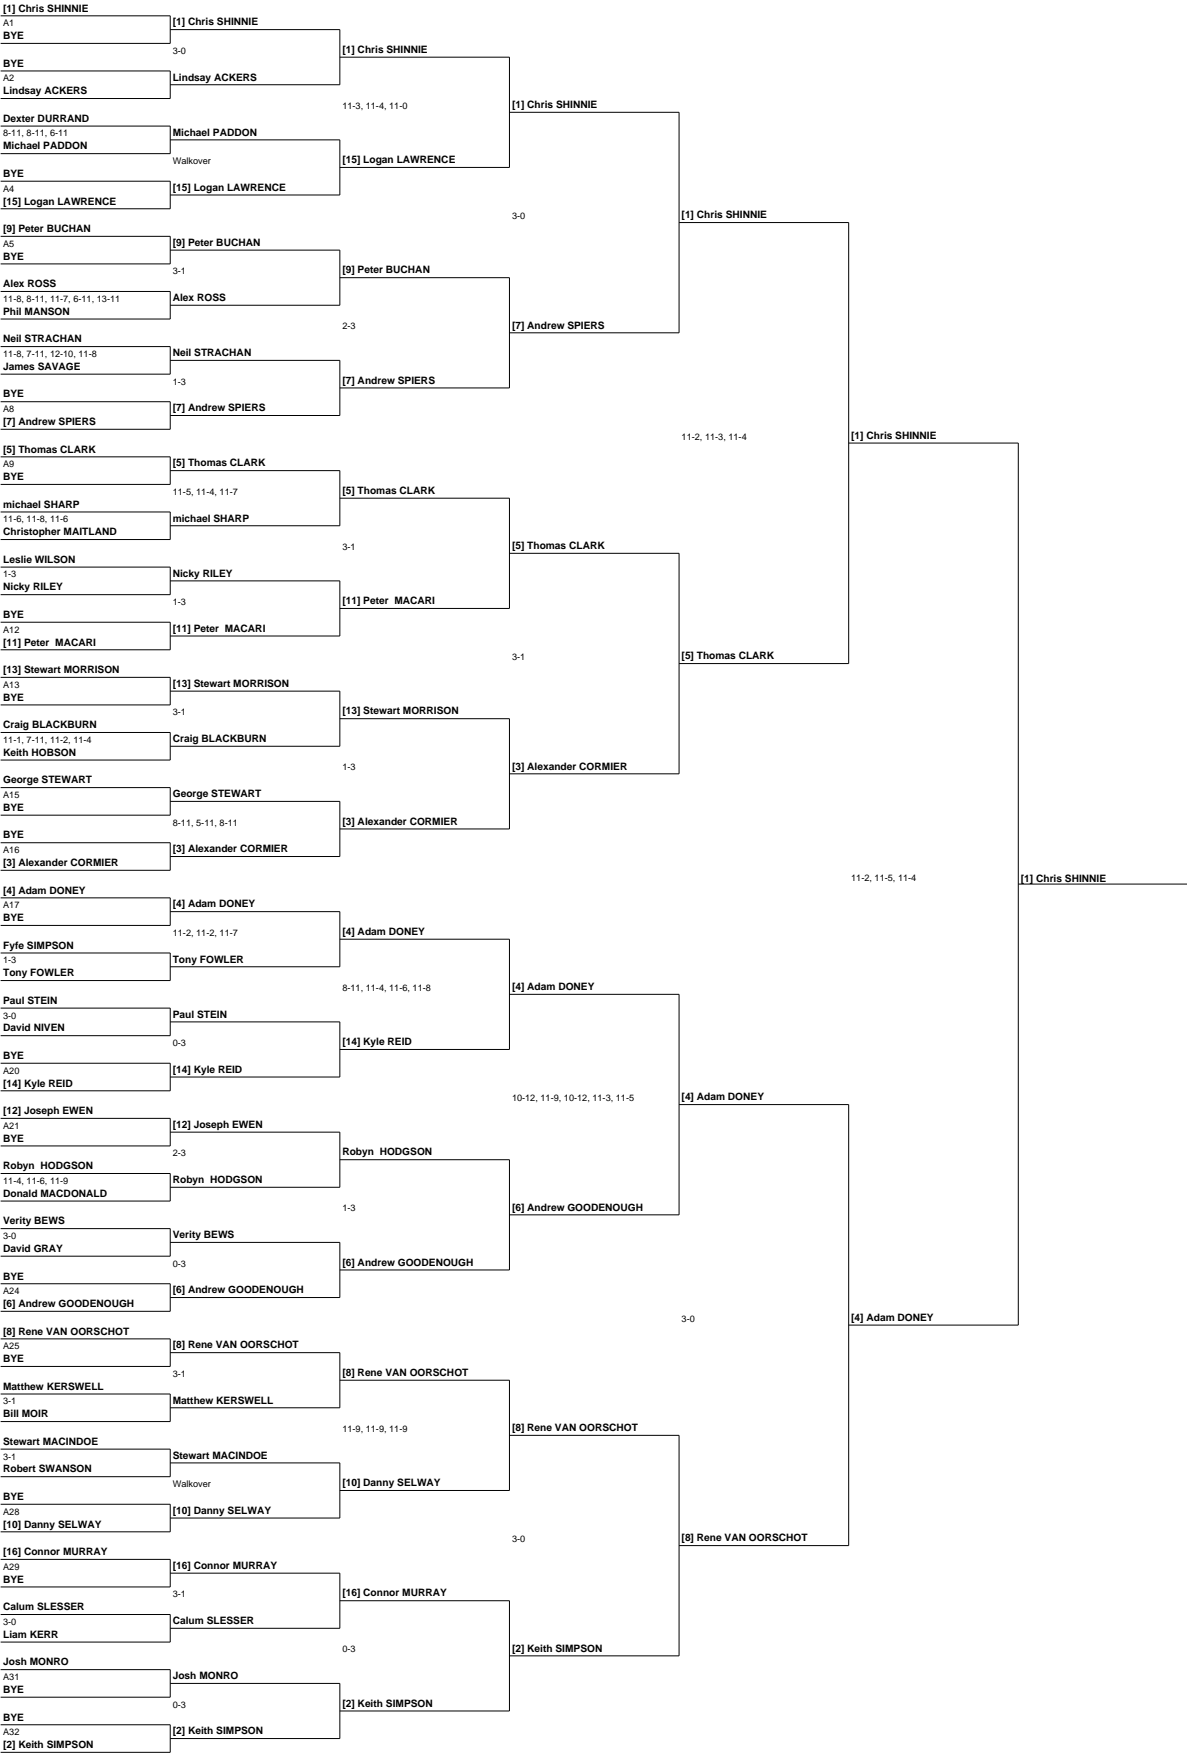 [1] Chris SHINNIE
A1
BYE
BYE
A2
Lindsay ACKERS
Dexter DURRAND
8-11, 8-11, 6-11
Michael PADDON
BYE
A4
[15] Logan LAWRENCE
[9] Peter BUCHAN
A5
BYE
Alex ROSS
11-8, 8-11, 11-7, 6-11, 13-11
Phil MANSON
Neil STRACHAN
11-8, 7-11, 12-10, 11-8
James SAVAGE
BYE
A8
[7] Andrew SPIERS
[5] Thomas CLARK
A9
BYE
michael SHARP
11-6, 11-8, 11-6
Christopher MAITLAND
Leslie WILSON
1-3
Nicky RILEY
BYE
A12
[11] Peter  MACARI
[13] Stewart MORRISON
A13
BYE
Craig BLACKBURN
11-1, 7-11, 11-2, 11-4
Keith HOBSON
George STEWART
A15
BYE
BYE
A16
[3] Alexander CORMIER
[4] Adam DONEY
A17
BYE
Fyfe SIMPSON
1-3
Tony FOWLER
Paul STEIN
3-0
David NIVEN
BYE
A20
[14] Kyle REID
[12] Joseph EWEN
A21
BYE
Robyn  HODGSON
11-4, 11-6, 11-9
Donald MACDONALD
Verity BEWS
3-0
David GRAY
BYE
A24
[6] Andrew GOODENOUGH
[8] Rene VAN OORSCHOT
A25
BYE
Matthew KERSWELL
3-1
Bill MOIR
Stewart MACINDOE
3-1
Robert SWANSON
BYE
A28
[10] Danny SELWAY
[16] Connor MURRAY
A29
BYE
Calum SLESSER
3-0
Liam KERR
Josh MONRO
A31
BYE
BYE
A32
[2] Keith SIMPSON
[1] Chris SHINNIE
3-0
Lindsay ACKERS
Michael PADDON
Walkover
[15] Logan LAWRENCE
[9] Peter BUCHAN
3-1
Alex ROSS
Neil STRACHAN
1-3
[7] Andrew SPIERS
[5] Thomas CLARK
11-5, 11-4, 11-7
michael SHARP
Nicky RILEY
1-3
[11] Peter  MACARI
[13] Stewart MORRISON
3-1
Craig BLACKBURN
George STEWART
8-11, 5-11, 8-11
[3] Alexander CORMIER
[4] Adam DONEY
11-2, 11-2, 11-7
Tony FOWLER
Paul STEIN
0-3
[14] Kyle REID
[12] Joseph EWEN
2-3
Robyn  HODGSON
Verity BEWS
0-3
[6] Andrew GOODENOUGH
[8] Rene VAN OORSCHOT
3-1
Matthew KERSWELL
Stewart MACINDOE
Walkover
[10] Danny SELWAY
[16] Connor MURRAY
3-1
Calum SLESSER
Josh MONRO
0-3
[2] Keith SIMPSON
[1] Chris SHINNIE
11-3, 11-4, 11-0
[15] Logan LAWRENCE
[9] Peter BUCHAN
2-3
[7] Andrew SPIERS
[5] Thomas CLARK
3-1
[11] Peter  MACARI
[13] Stewart MORRISON
1-3
[3] Alexander CORMIER
[4] Adam DONEY
8-11, 11-4, 11-6, 11-8
[14] Kyle REID
Robyn  HODGSON
1-3
[6] Andrew GOODENOUGH
[8] Rene VAN OORSCHOT
11-9, 11-9, 11-9
[10] Danny SELWAY
[16] Connor MURRAY
0-3
[2] Keith SIMPSON
[1] Chris SHINNIE
3-0
[7] Andrew SPIERS
[5] Thomas CLARK
3-1
[3] Alexander CORMIER
[4] Adam DONEY
10-12, 11-9, 10-12, 11-3, 11-5
[6] Andrew GOODENOUGH
[8] Rene VAN OORSCHOT
3-0
[2] Keith SIMPSON
[1] Chris SHINNIE
11-2, 11-3, 11-4
[5] Thomas CLARK
[4] Adam DONEY
3-0
[8] Rene VAN OORSCHOT
[1] Chris SHINNIE
11-2, 11-5, 11-4
[4] Adam DONEY
[1] Chris SHINNIE